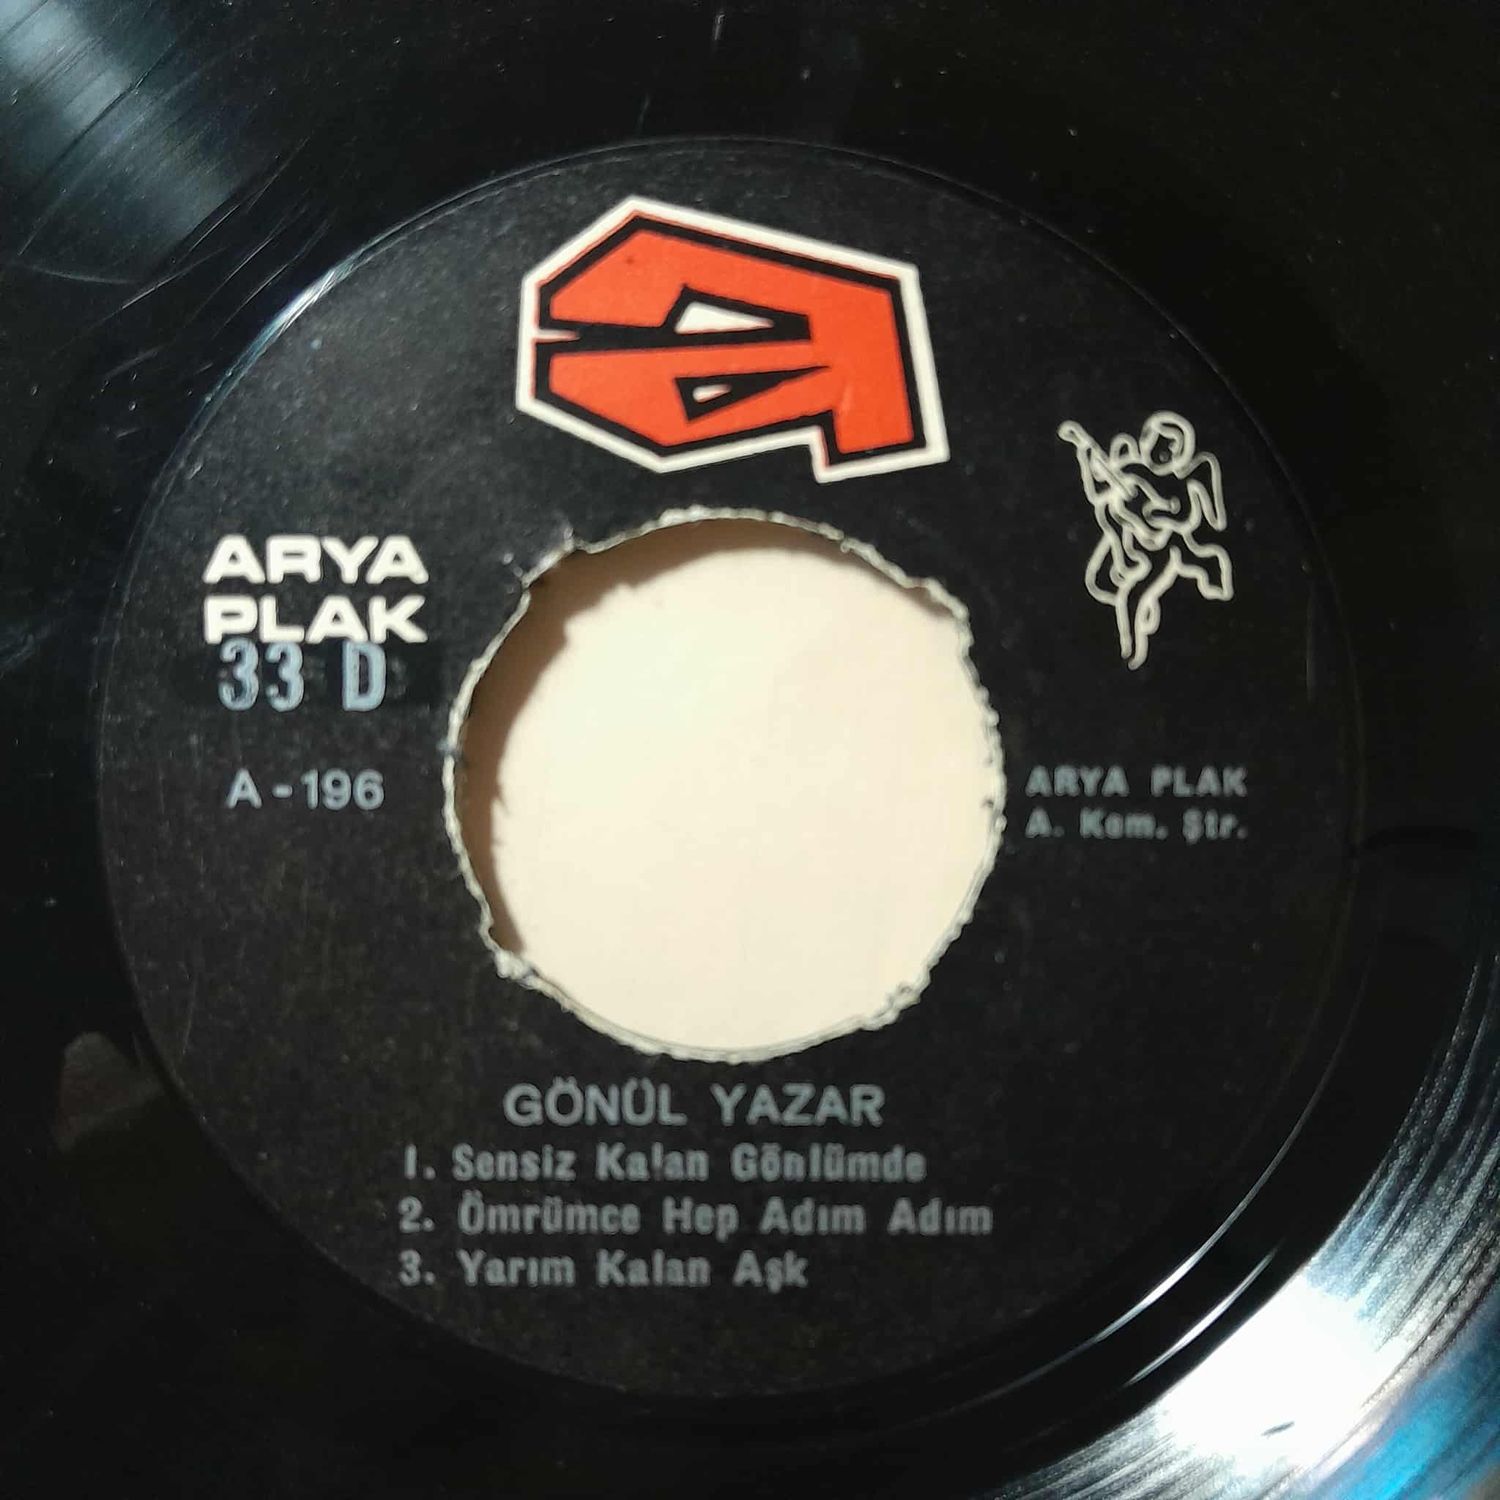 ARYA
PLAK
33 D
A-196
ARYA PLAK
A. Kom. Ştr.
GÖNÜL YAZAR
1. Sensiz Kalan Gönlümde
2. Ömrümce Hep Adım Adım
3. Yarım Kalan Aşk